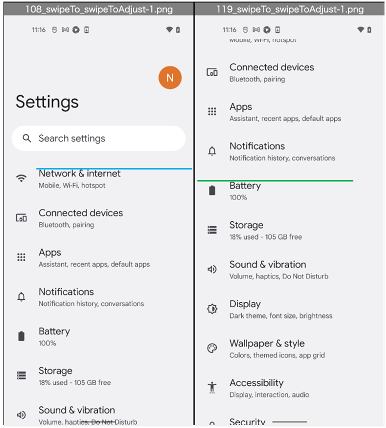 108_swipeTo_swipeToAdjust-1.png
11:16
N
Settings
Search settings
Network & internet
Mobile, Wi-Fi, hotspot
Connected devices
Bluetooth, pairing
Apps
Assistant, recent apps, default apps
Notifications
Notification history, conversations
Battery
100%
Storage
18% used - 105 GB free
Sound & vibration
Volume, haptics, Do Not Disturb
119_swipeTo_swipeToAdjust-1.png
11:16
Mobile, Wi-Fi, hotspot
Connected devices
Bluetooth, pairing
Apps
Assistant, recent apps, default apps
Notifications
Notification history, conversations
Battery
100%
Storage
18% used - 105 GB free
Sound & vibration
Volume, haptics, Do Not Disturb
Display
Dark theme, font size, brightness
Wallpaper & style
Colors, themed icons, app grid
Accessibility
Display, interaction, audio
Security